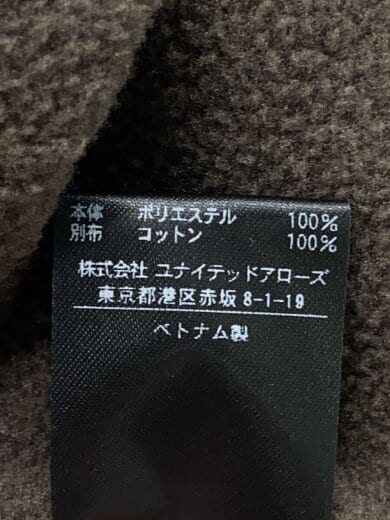 本体 ポリエステル 100%
別布 コットン 100%
株式会社 ユナイテッドアローズ
東京都港区赤坂 8-1-19
ベトナム製